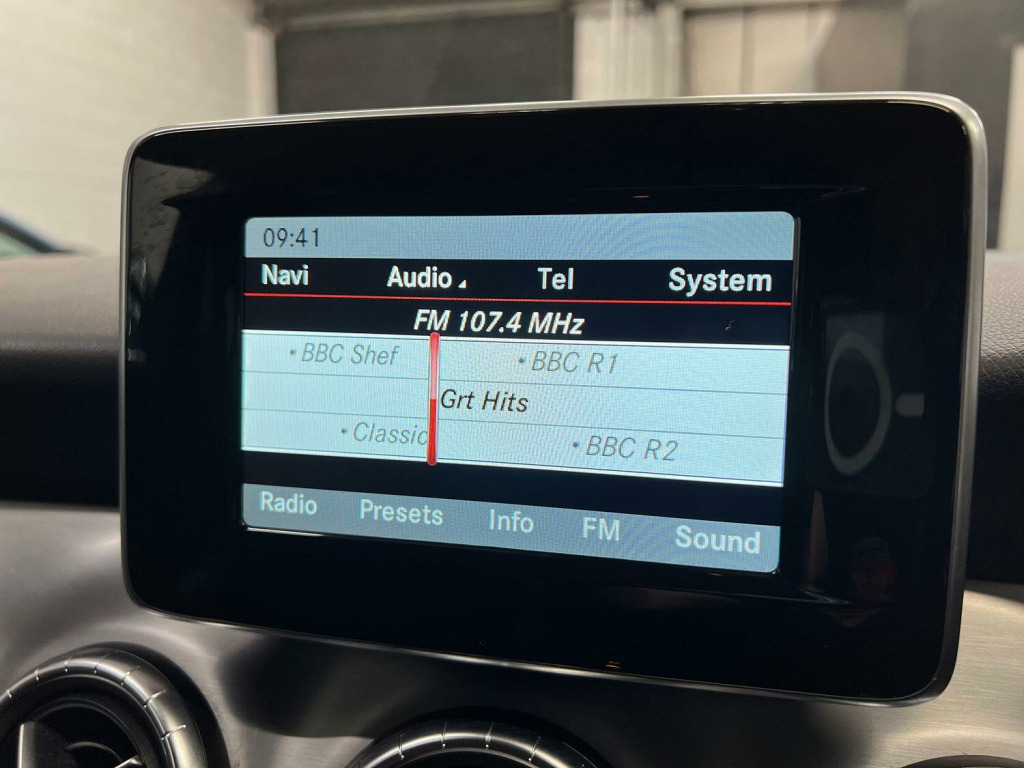 09:41
Navi Audio Tel System
FM 107.4 MHz
• BBC Shef • BBC R1
Grt Hits
• Classic • BBC R2
Radio Presets Info FM Sound